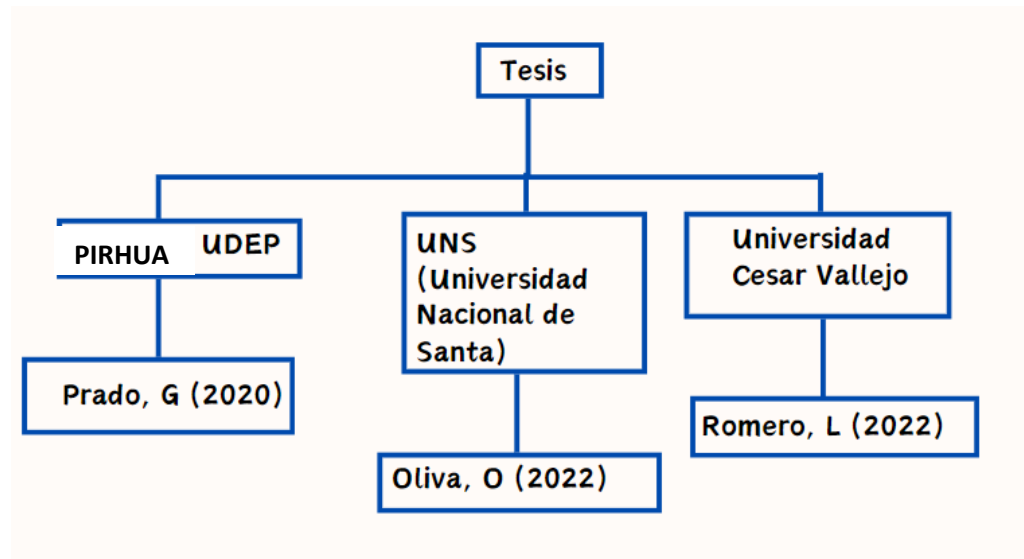 Tesis
PIRHUA UDEP
UNS
(Universidad
Nacional de
Santa)
Universidad
Cesar Vallejo
Prado, G (2020)
Oliva, O (2022)
Romero, L (2022)